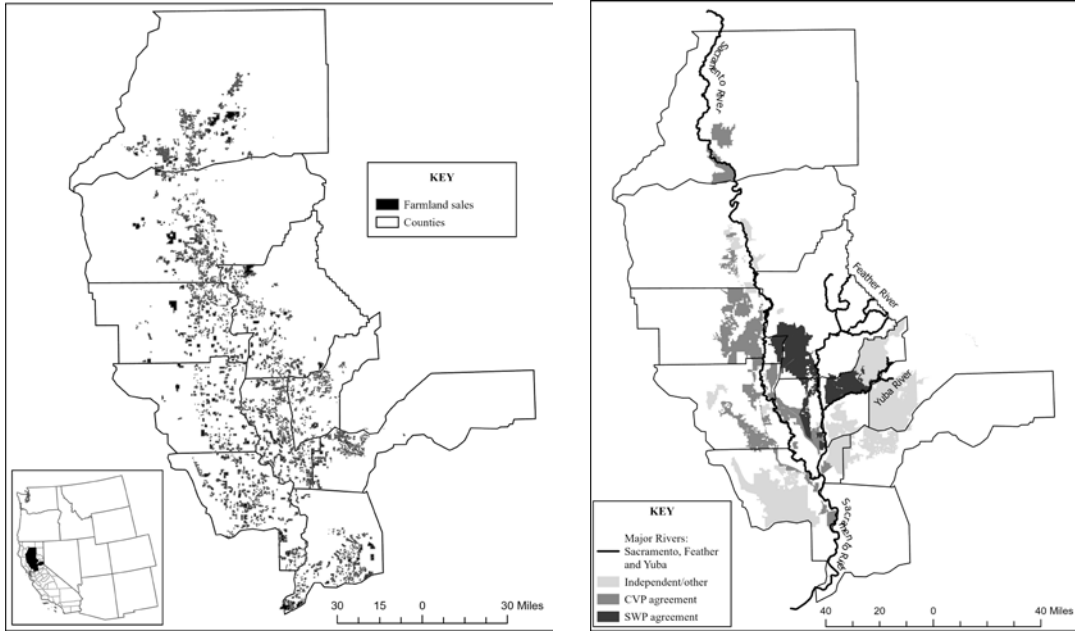 KEY
Farmland sales
Counties
30 15 0 30 Miles
Sacramento River
Feather River
Yuba River
Sacramento River
KEY
Major Rivers:
Sacramento, Feather
and Yuba
Independent/other
CVP agreement
SWP agreement
40 20 0 40 Miles